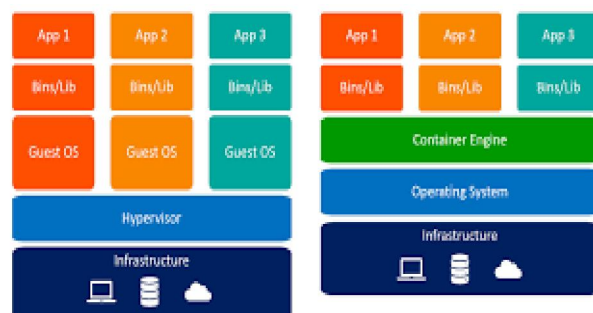 App 1 App 2 App 3
Bins/Lib Bins/Lib Bins/Lib
Guest OS Guest OS Guest OS
Hypervisor
Infrastructure
App 1 App 2 App 3
Bins/Lib Bins/Lib Bins/Lib
Container Engine
Operating System
Infrastructure